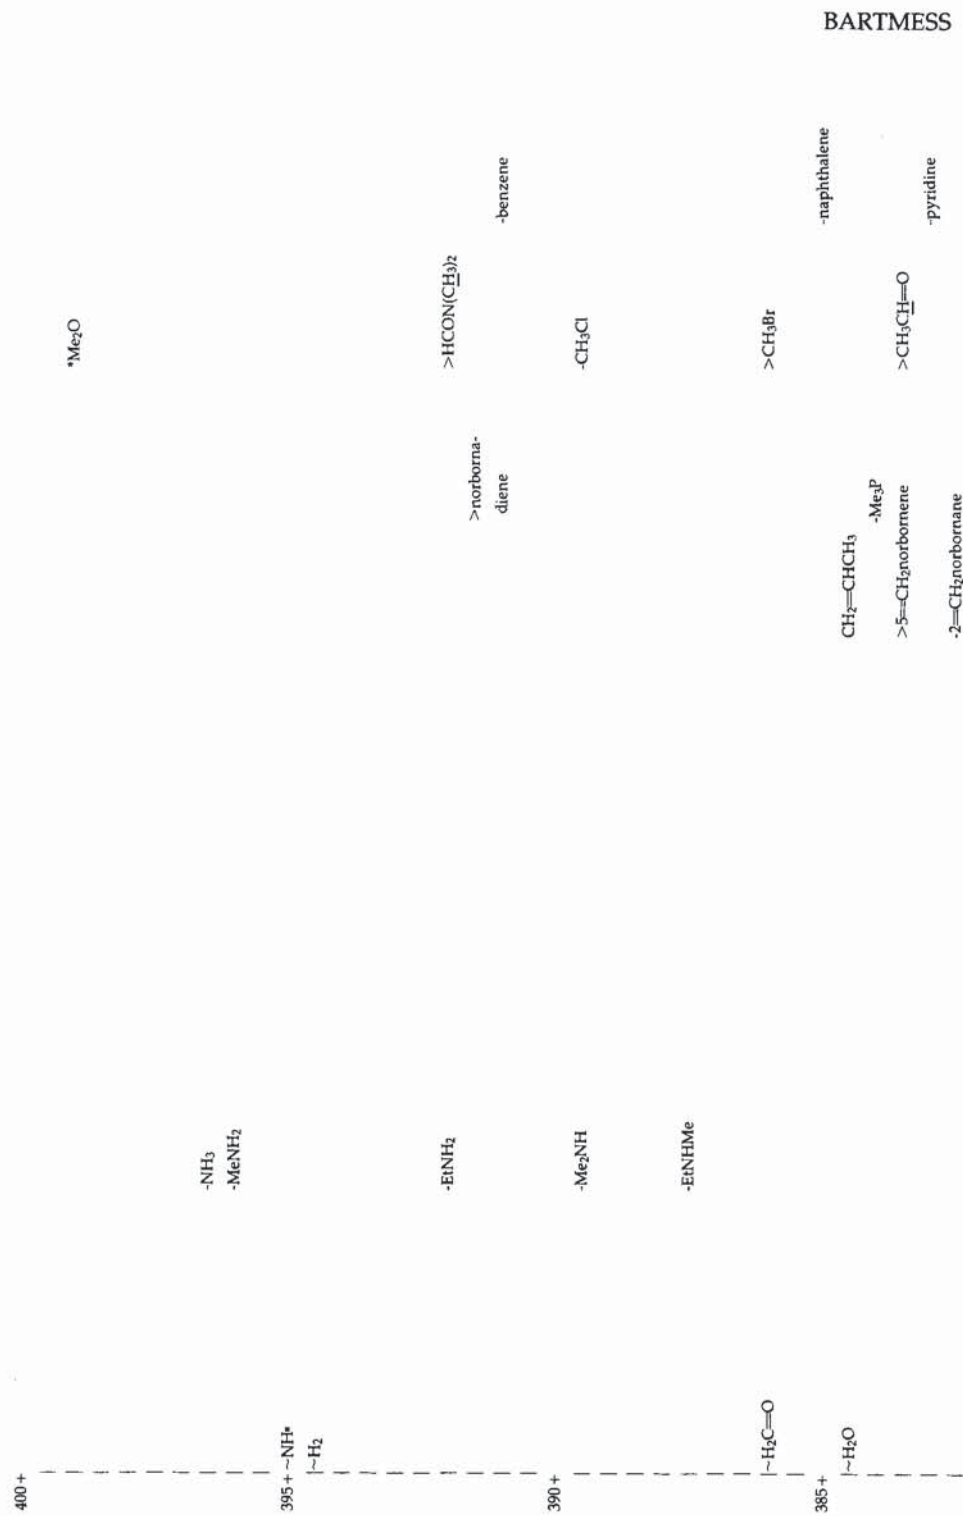 BARTMESS
400+
*Me₂O
-NH₃
-MeNH₂
395+ ~NH•
~H₂
-EtNH₂
>HCON(CH₃)₂
>norborna-
diene
-benzene
390+
-Me₂NH
-CH₃Cl
-EtNHMe
~H₂C=O
>CH₃Br
385+
-naphthalene
~H₂O
CH₂=CHCH₃
-Me₃P
>5==CH₂norbornene
>CH₃CH=O
-pyridine
-2=CH₂norbornane